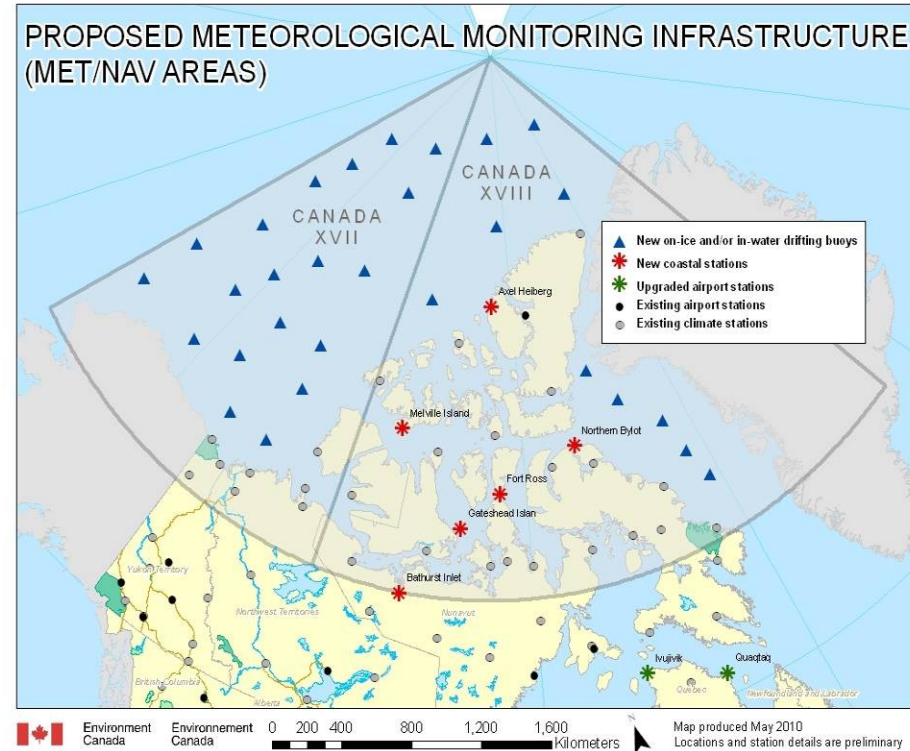 PROPOSED METEOROLOGICAL MONITORING INFRASTRUCTURE
(MET/NAV AREAS)
CANADA
XVIII
CANADA
XVII
New on-ice and/or in-water drifting buoys
New coastal stations
Upgraded airport stations
Existing airport stations
Existing climate stations
Axel Heiberg
Melville Island
Northern Bylot
Fort Ross
Gateshead Islan
Bathurst Inlet
Yukon Territory
Northwest Territories
Nunavut
Ivujivik
Quaqtaq
British Columbia
Alberta
Québec
Newfoundland and Labrador
Environment
Canada
Environnement
Canada
0 200 400 800 1,200 1,600
Kilometers
N
Map produced May 2010
Locations and station details are preliminary